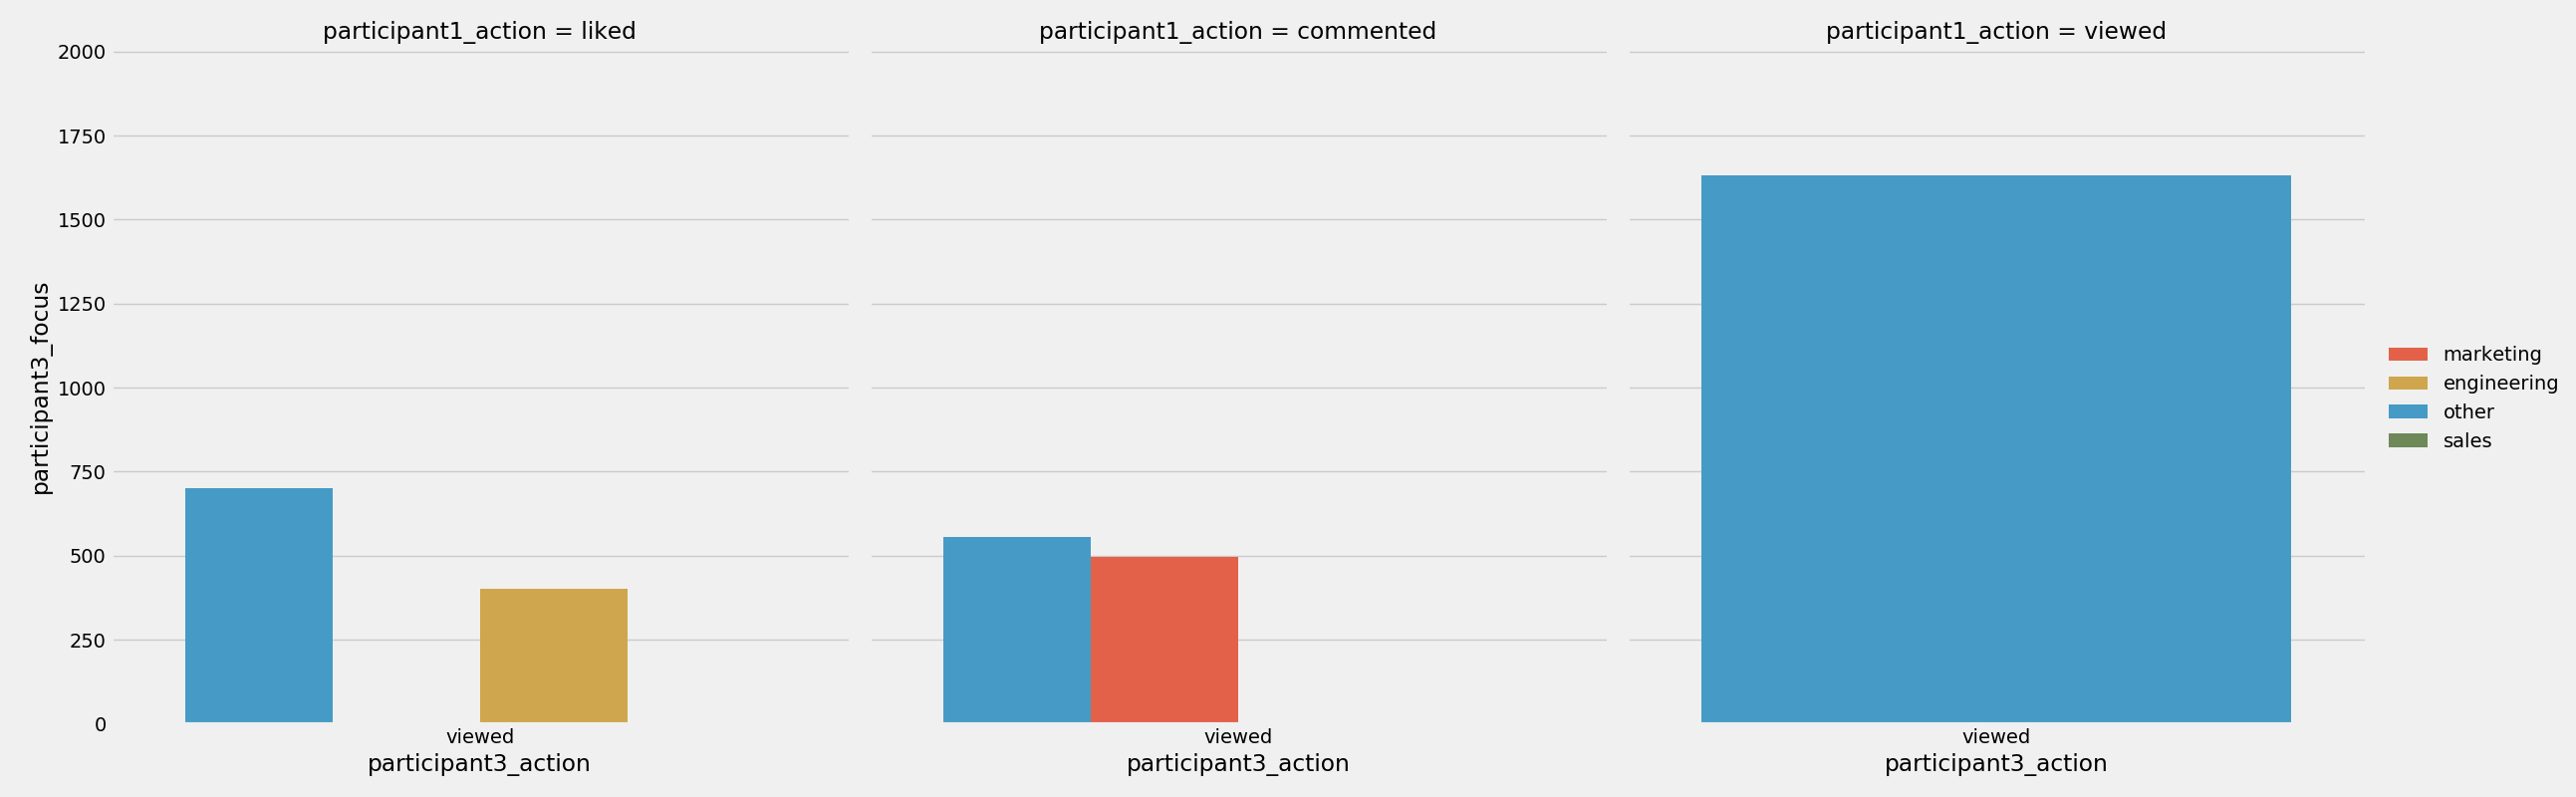 participant1_action = liked
participant1_action = commented
participant1_action = viewed
2000
1750
1500
1250
1000
750
500
250
0
participant3_focus
viewed
viewed
viewed
participant3_action
participant3_action
participant3_action
marketing
engineering
other
sales